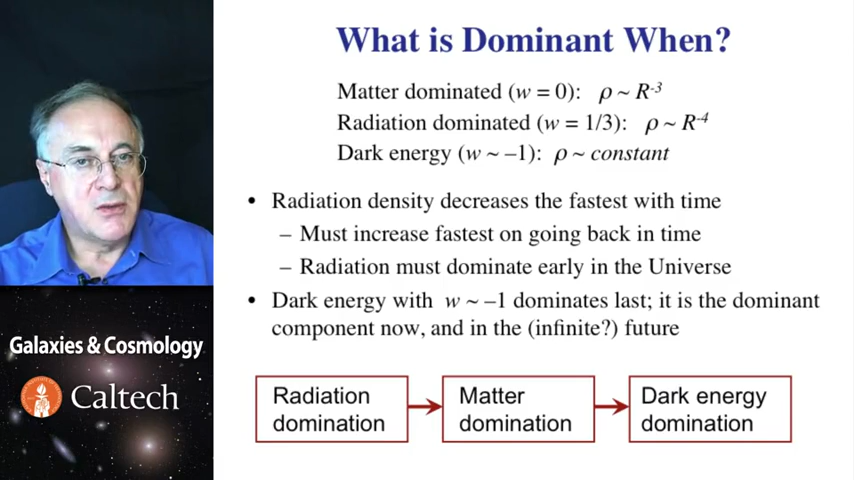 What is Dominant When?
Matter dominated (w = 0): ρ ~ R⁻³
Radiation dominated (w = 1/3): ρ ~ R⁻⁴
Dark energy (w ~ –1): ρ ~ constant
• Radiation density decreases the fastest with time
– Must increase fastest on going back in time
– Radiation must dominate early in the Universe
• Dark energy with w ~ –1 dominates last; it is the dominant
component now, and in the (infinite?) future
Radiation
domination
Matter
domination
Dark energy
domination
Galaxies & Cosmology
Caltech